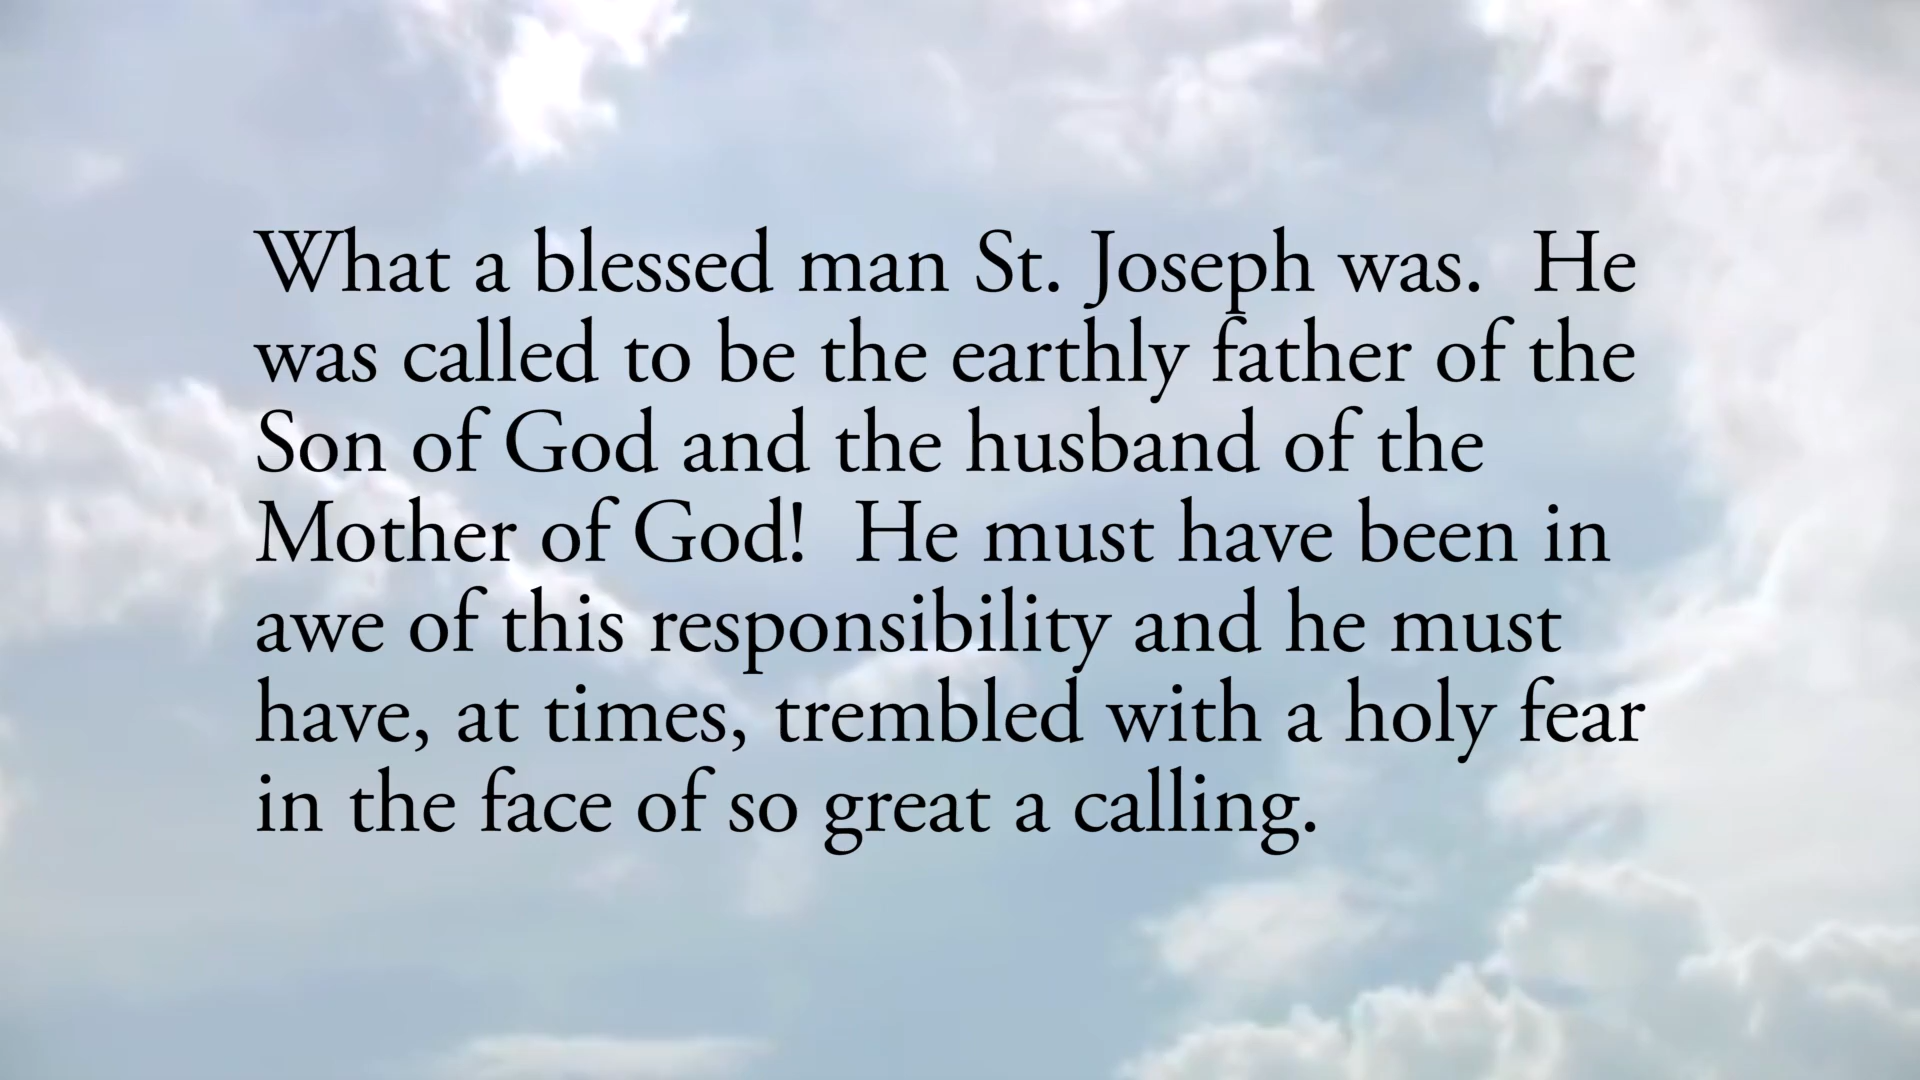 What a blessed man St. Joseph was.  He
was called to be the earthly father of the
Son of God and the husband of the
Mother of God!  He must have been in
awe of this responsibility and he must
have, at times, trembled with a holy fear
in the face of so great a calling.